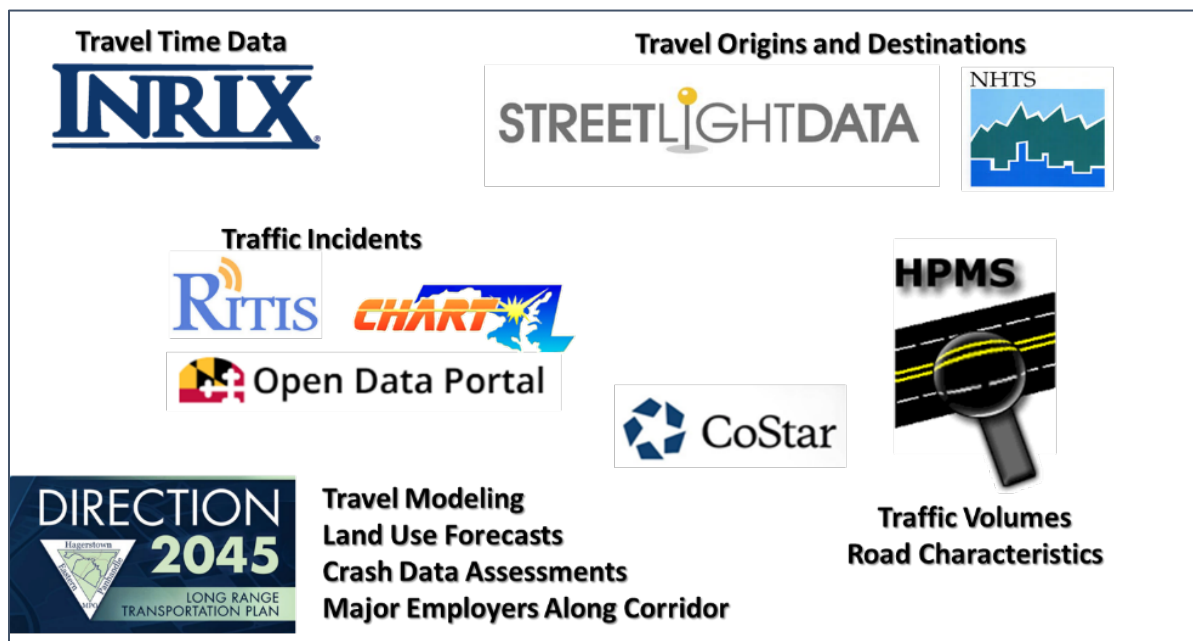 Travel Time Data
INRIX®
Travel Origins and Destinations
STREETLIGHTDATA
NHTS
Traffic Incidents
RITIS
CHART
Open Data Portal
HPMS
CoStar
Traffic Volumes
Road Characteristics
DIRECTION
2045
LONG RANGE
TRANSPORTATION PLAN
Hagerstown
Eastern
Panhandle
MPO
Travel Modeling
Land Use Forecasts
Crash Data Assessments
Major Employers Along Corridor